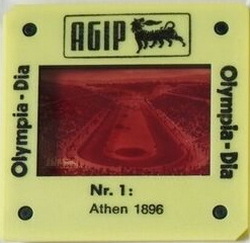 AGIP
Olympia-Dia
Olympia-Dia
Nr. 1:
Athen 1896